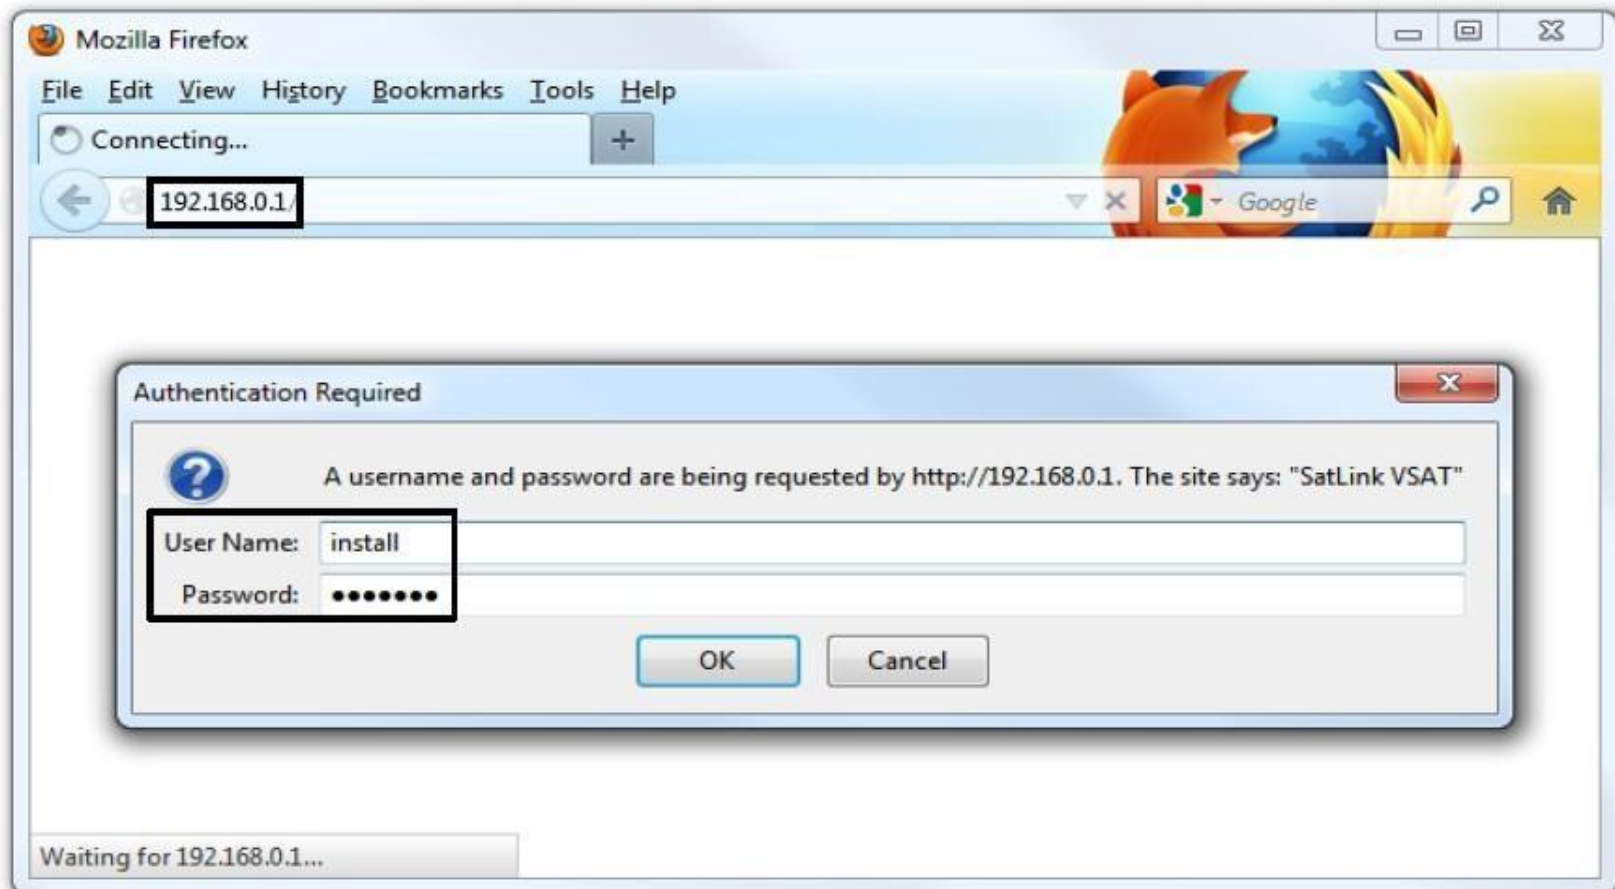 Mozilla Firefox
File Edit View History Bookmarks Tools Help
Connecting...
192.168.0.1/
Google
Authentication Required
A username and password are being requested by http://192.168.0.1. The site says: "SatLink VSAT"
User Name: install
Password: •••••••
OK Cancel
Waiting for 192.168.0.1...